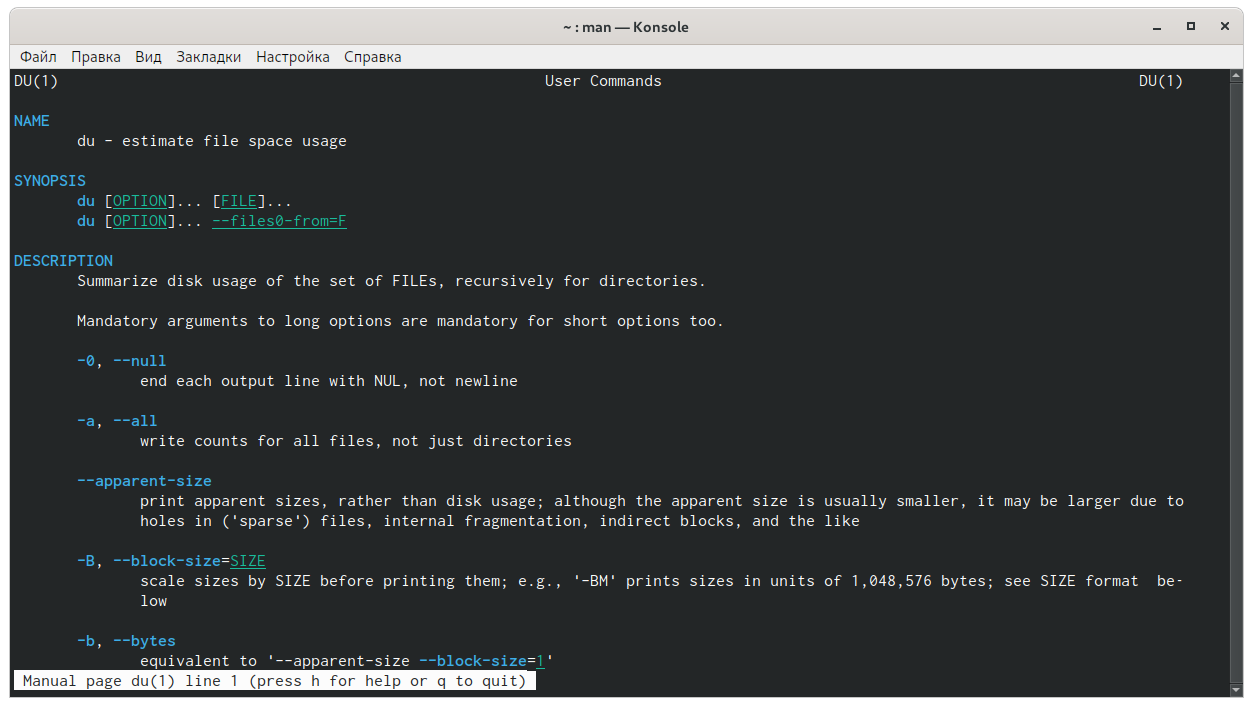 ~ : man — Konsole
Файл Правка Вид Закладки Настройка Справка
DU(1) User Commands DU(1)
NAME
du - estimate file space usage
SYNOPSIS
du [OPTION]... [FILE]...
du [OPTION]... --files0-from=F
DESCRIPTION
Summarize disk usage of the set of FILEs, recursively for directories.
Mandatory arguments to long options are mandatory for short options too.
-0, --null
end each output line with NUL, not newline
-a, --all
write counts for all files, not just directories
--apparent-size
print apparent sizes, rather than disk usage; although the apparent size is usually smaller, it may be larger due to
holes in ('sparse') files, internal fragmentation, indirect blocks, and the like
-B, --block-size=SIZE
scale sizes by SIZE before printing them; e.g., '-BM' prints sizes in units of 1,048,576 bytes; see SIZE format be-
low
-b, --bytes
equivalent to '--apparent-size --block-size=1'
Manual page du(1) line 1 (press h for help or q to quit)